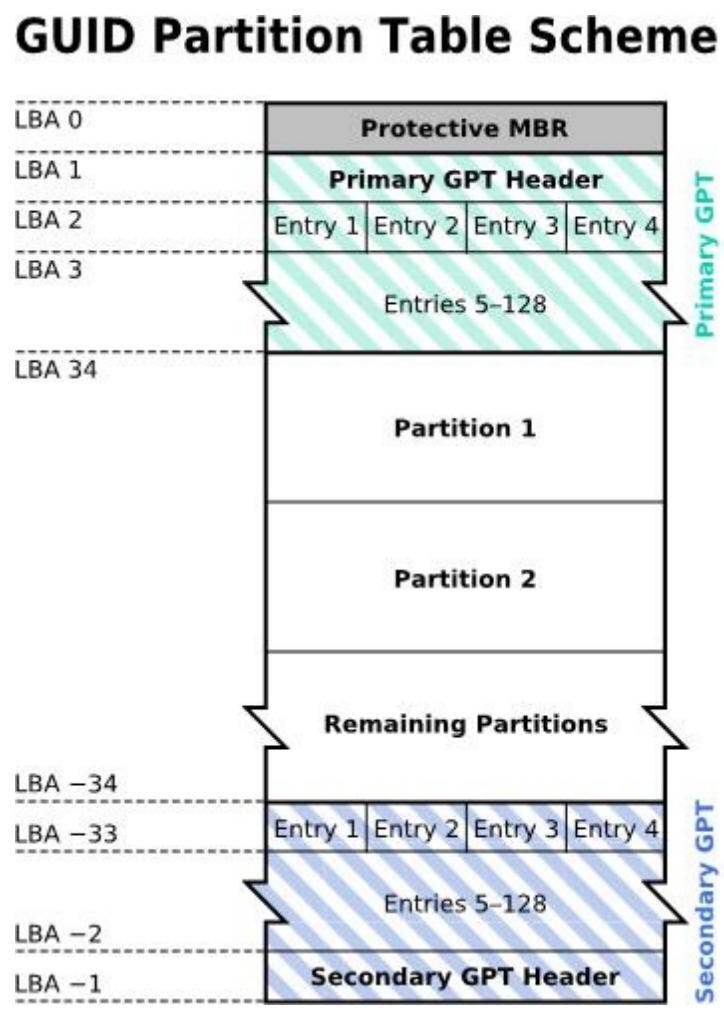 GUID Partition Table Scheme
LBA 0
Protective MBR
LBA 1
Primary GPT Header
LBA 2
Entry 1 Entry 2 Entry 3 Entry 4
LBA 3
Entries 5–128
Primary GPT
LBA 34
Partition 1
Partition 2
Remaining Partitions
LBA −34
LBA −33
Entry 1 Entry 2 Entry 3 Entry 4
Entries 5–128
LBA −2
LBA −1
Secondary GPT Header
Secondary GPT